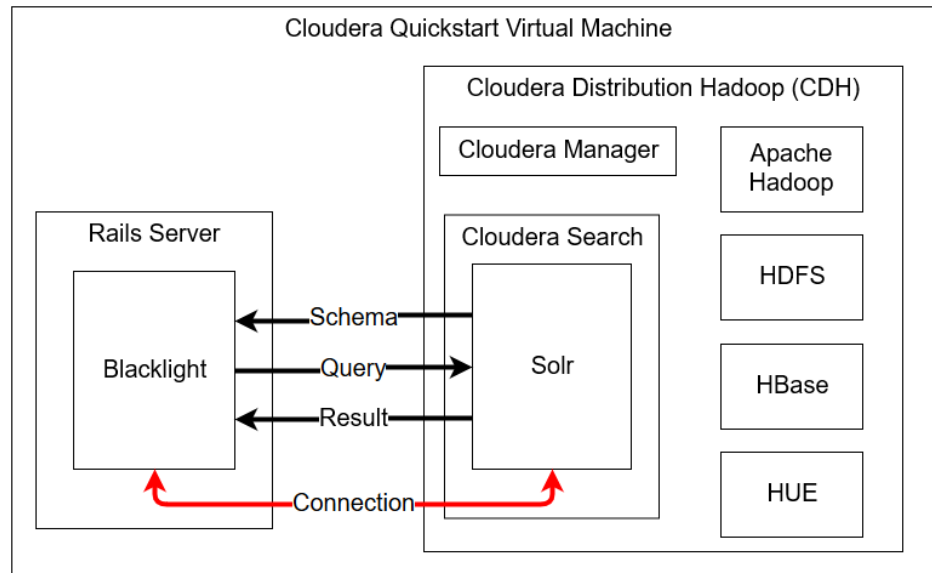 Cloudera Quickstart Virtual Machine
Cloudera Distribution Hadoop (CDH)
Cloudera Manager
Apache
Hadoop
Rails Server
Cloudera Search
HDFS
Schema
Blacklight
Query
Solr
HBase
Result
Connection
HUE